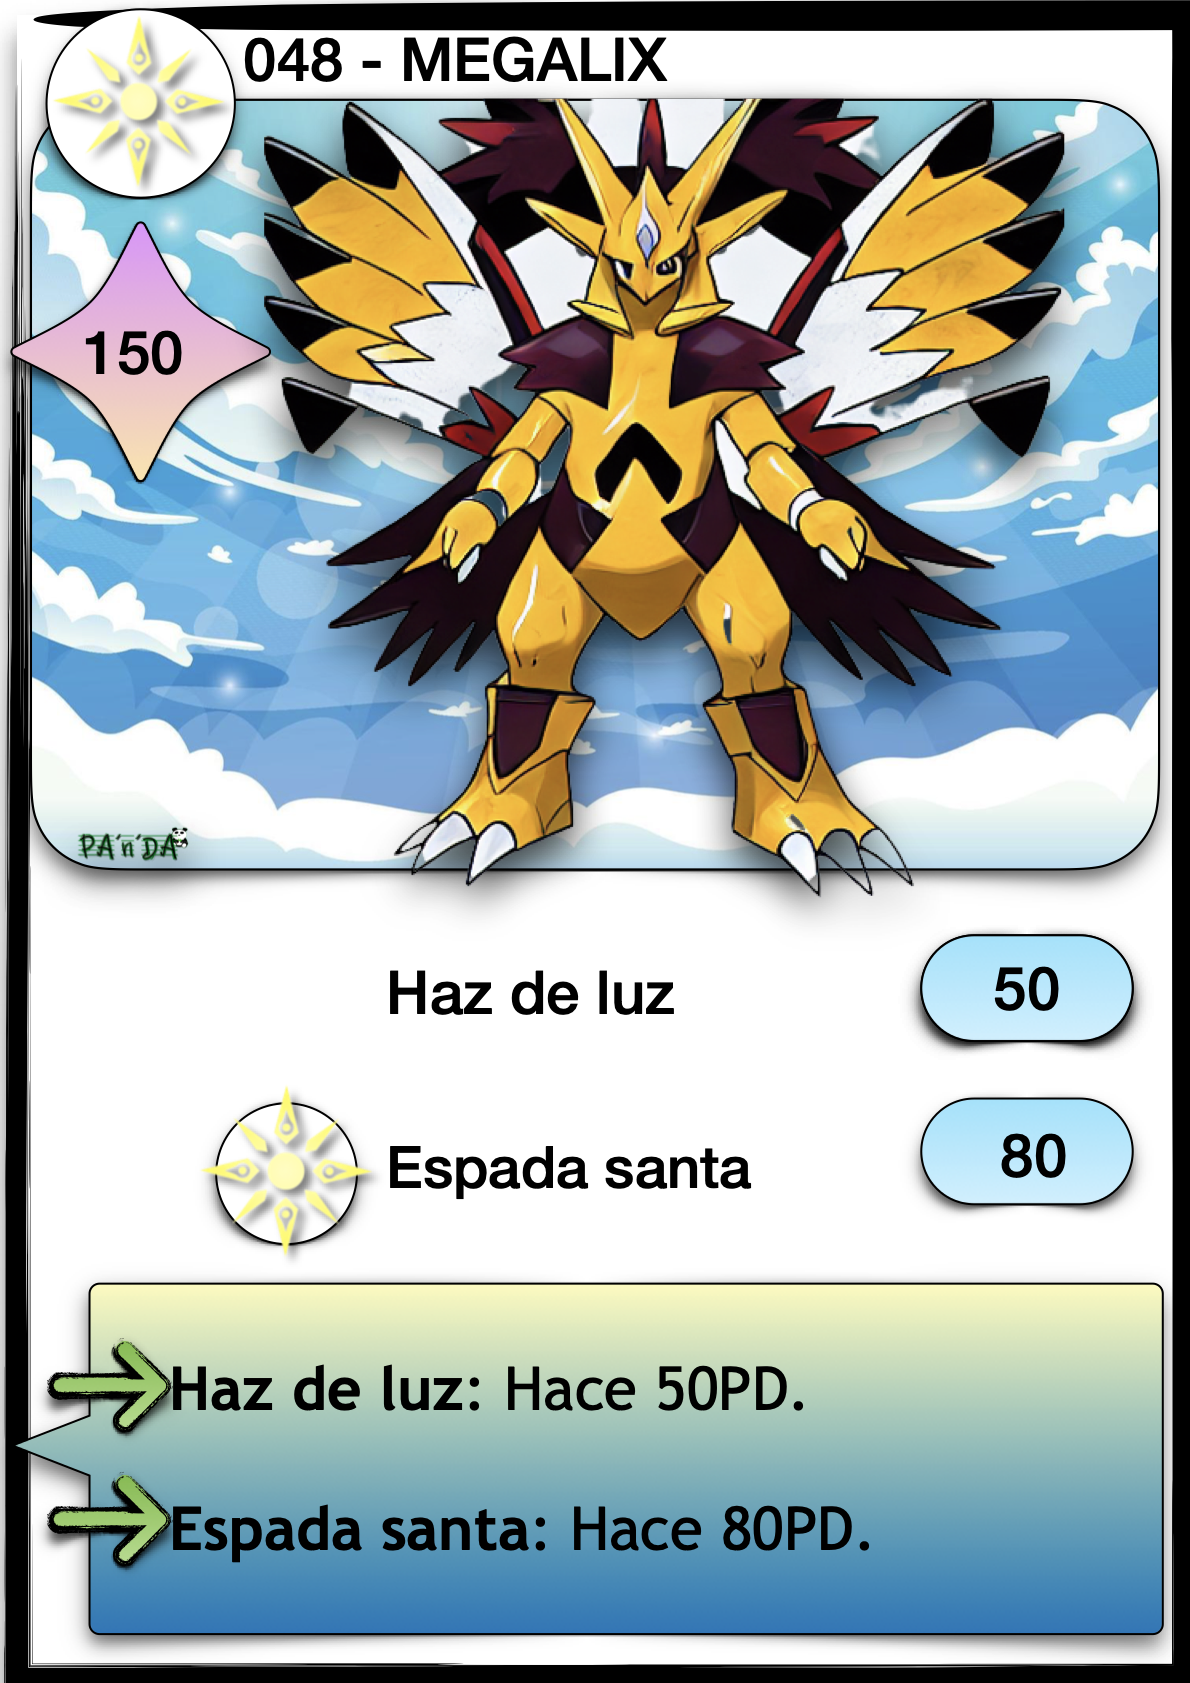 048 - MEGALIX
150
PA'n'DA
Haz de luz
50
Espada santa
80
Haz de luz: Hace 50PD.
Espada santa: Hace 80PD.